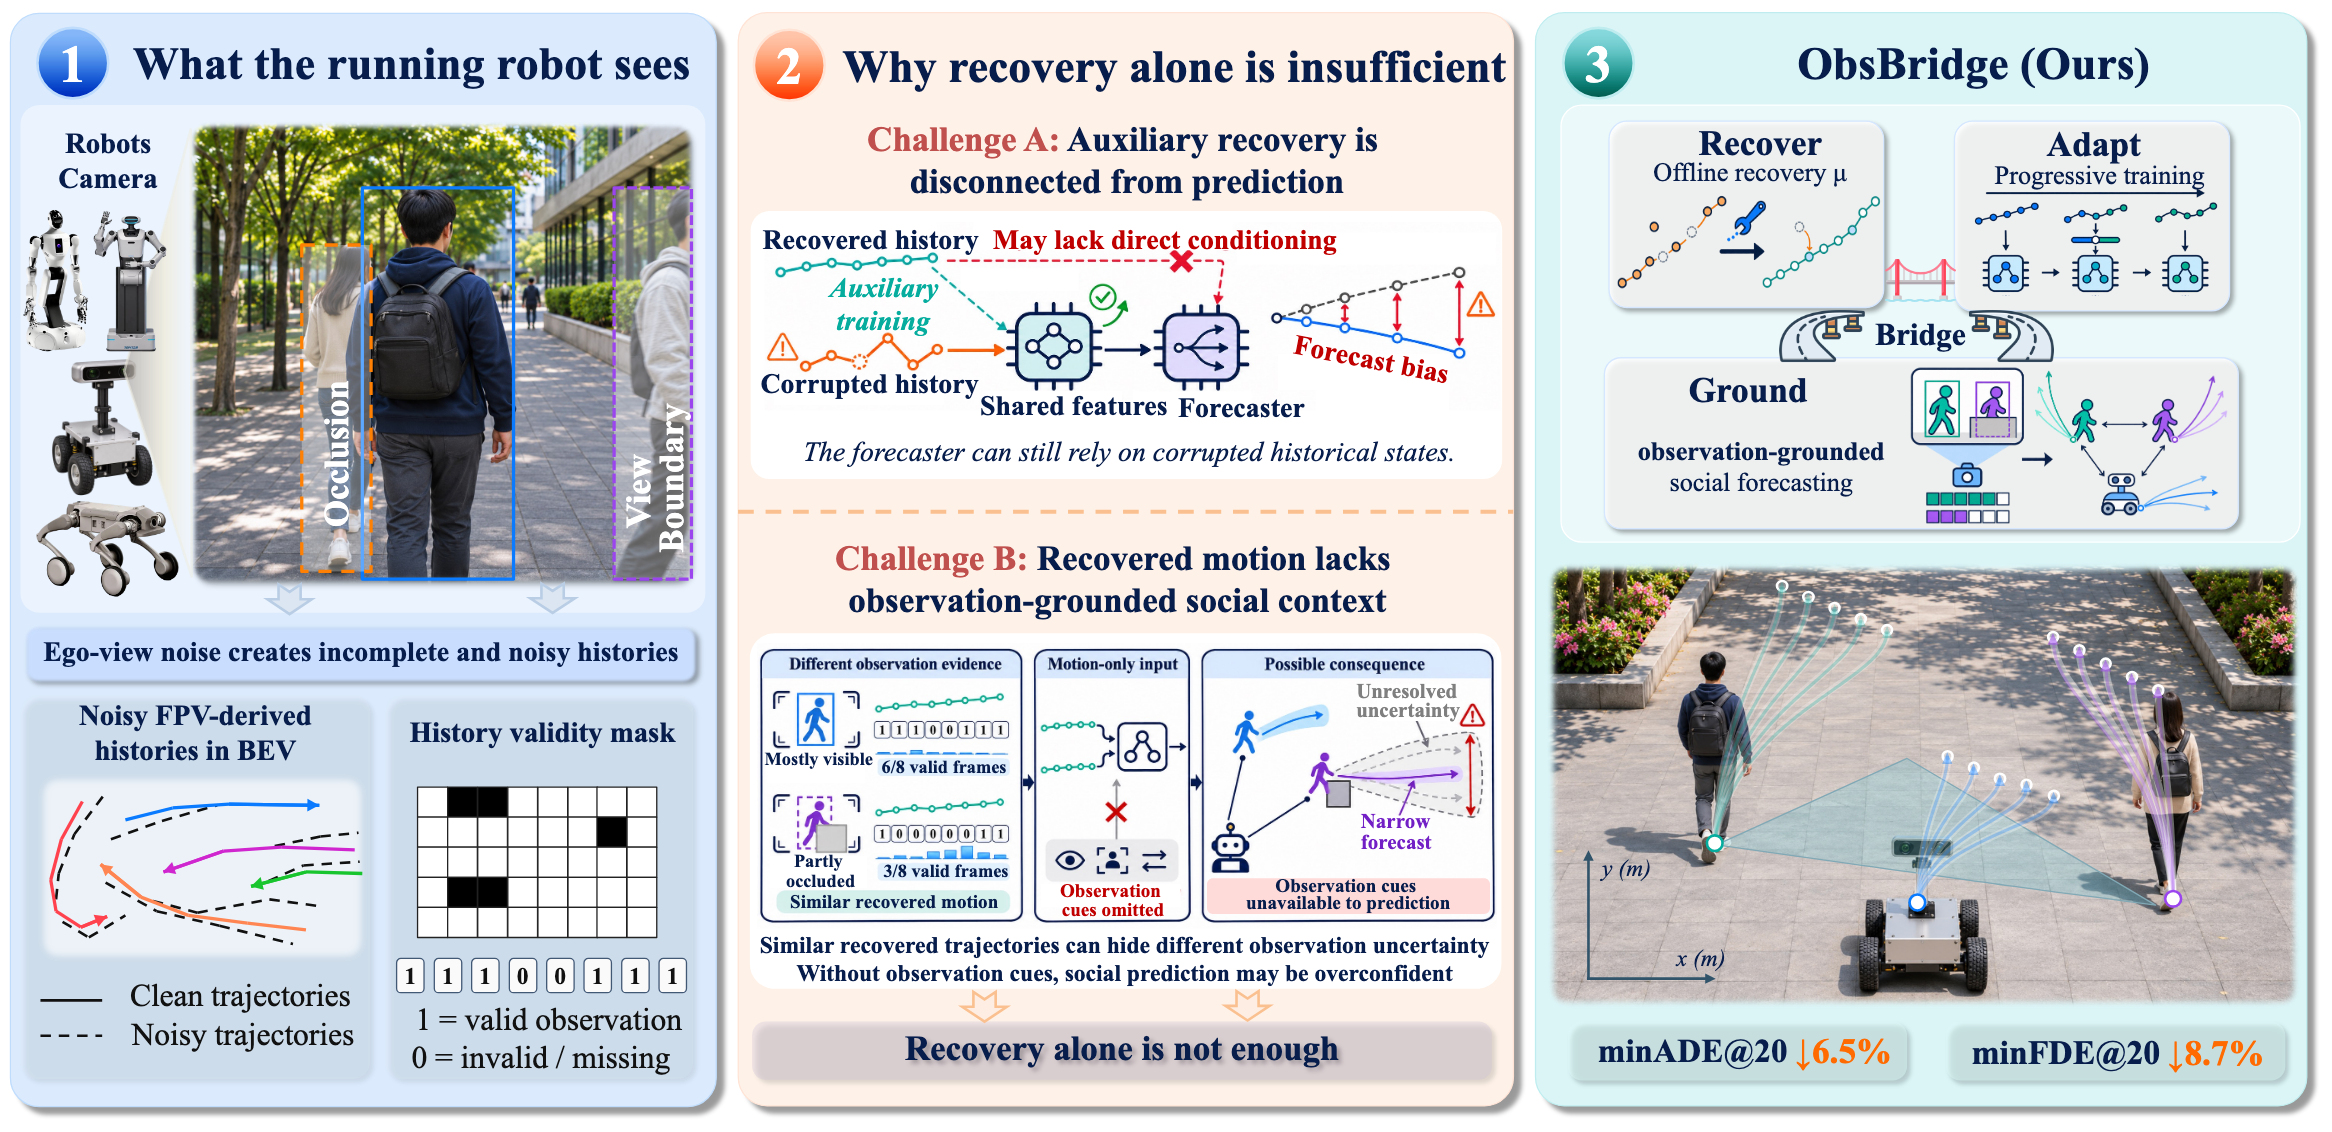 1
What the running robot sees
Robots
Camera
Occlusion
View
Boundary
Ego-view noise creates incomplete and noisy histories
Noisy FPV-derived
histories in BEV
Clean trajectories
Noisy trajectories
History validity mask
1 1 1 0 0 1 1 1
1 = valid observation
0 = invalid / missing
2
Why recovery alone is insufficient
Challenge A: Auxiliary recovery is
disconnected from prediction
Recovered history
May lack direct conditioning
Auxiliary
training
Corrupted history
Shared features
Forecaster
Forecast bias
The forecaster can still rely on corrupted historical states.
Challenge B: Recovered motion lacks
observation-grounded social context
Different observation evidence
Mostly visible
1 1 1 0 0 1 1 1
6/8 valid frames
Partly
occluded
1 0 0 0 0 0 1 1
3/8 valid frames
Similar recovered motion
Motion-only input
Observation
cues omitted
Possible consequence
Unresolved
uncertainty
Narrow
forecast
Observation cues
unavailable to prediction
Similar recovered trajectories can hide different observation uncertainty
Without observation cues, social prediction may be overconfident
Recovery alone is not enough
3
ObsBridge (Ours)
Recover
Offline recovery μ
Adapt
Progressive training
Bridge
Ground
observation-grounded
social forecasting
y (m)
x (m)
minADE@20 ↓6.5%
minFDE@20 ↓8.7%